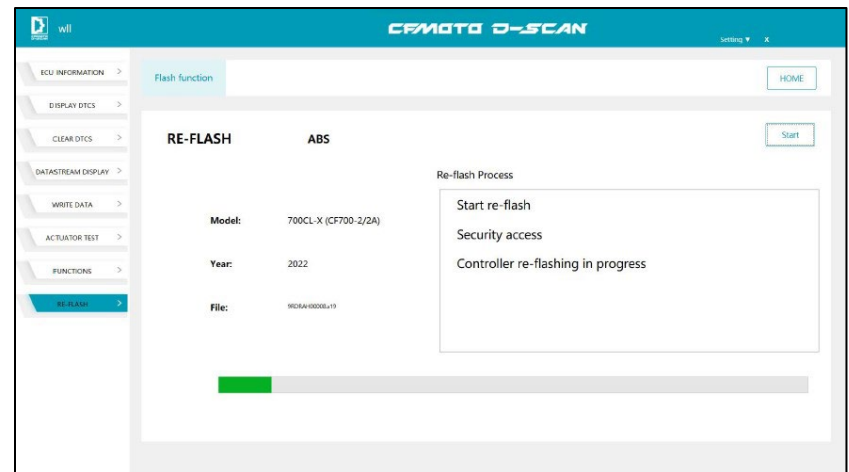 wll
CFMOTO D-SCAN
Setting ▼ X
ECU INFORMATION >
DISPLAY DTCS >
CLEAR DTCS >
DATASTREAM DISPLAY >
WRITE DATA >
ACTUATOR TEST >
FUNCTIONS >
RE-FLASH >
Flash function
HOME
RE-FLASH ABS
Start
Re-flash Process
Start re-flash
Security access
Controller re-flashing in progress
Model: 700CL-X (CF700-2/2A)
Year: 2022
File: